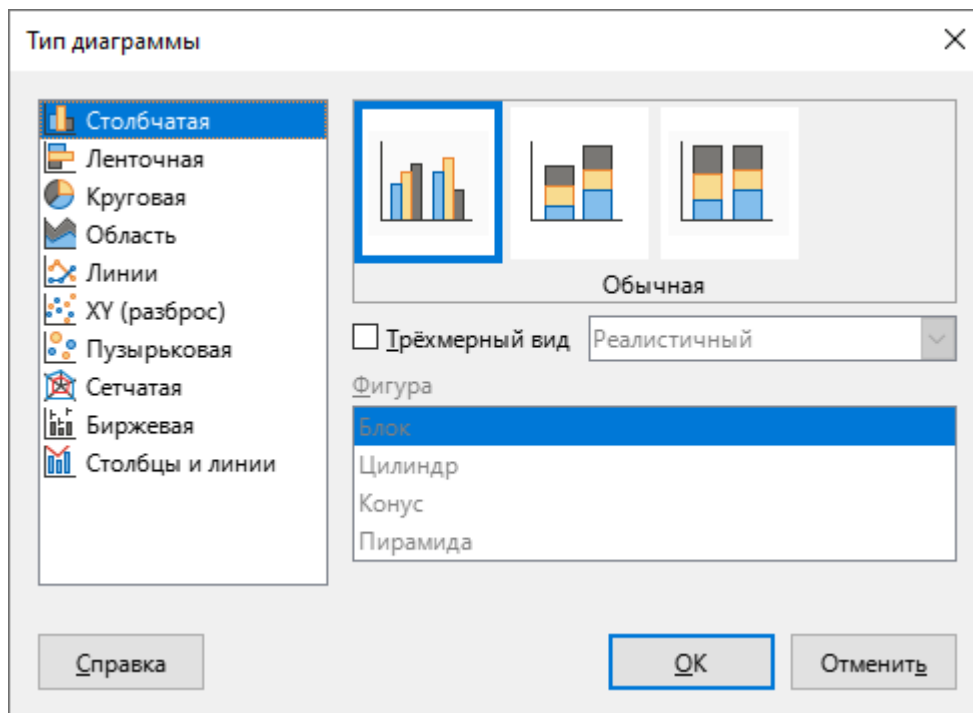 Тип диаграммы
Столбчатая
Ленточная
Круговая
Область
Линии
XY (разброс)
Пузырьковая
Сетчатая
Биржевая
Столбцы и линии
Обычная
Трёхмерный вид
Реалистичный
Фигура
Блок
Цилиндр
Конус
Пирамида
Справка
OK
Отменить